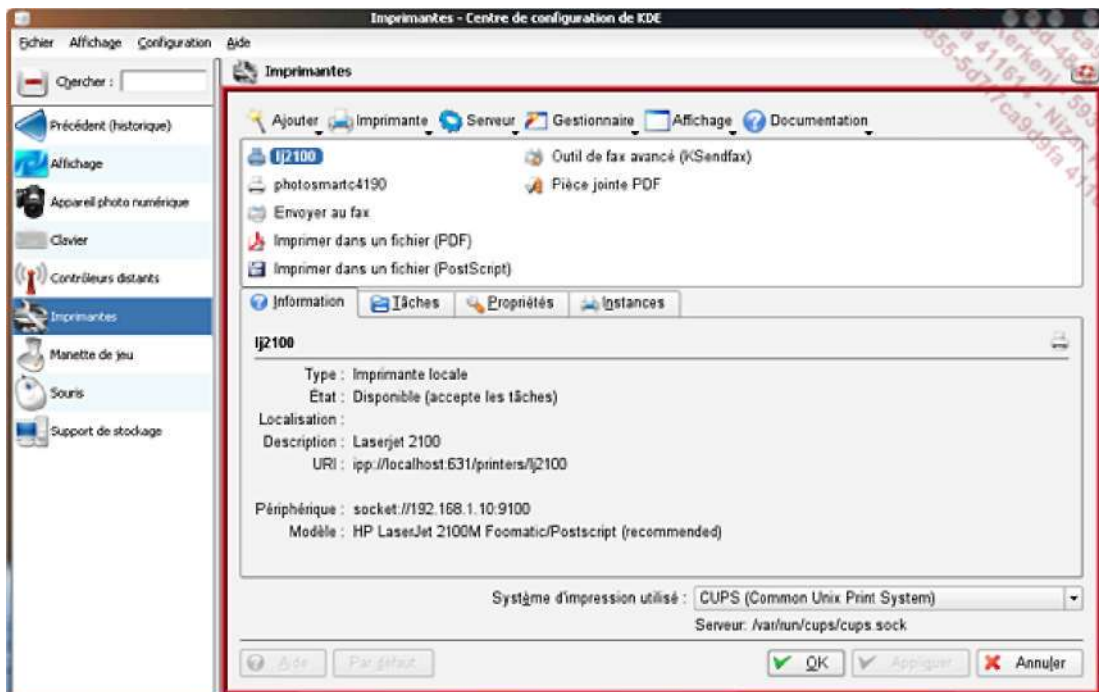 Imprimantes - Centre de configuration de KDE
Fichier Affichage Configuration Aide
Chercher :
Imprimantes
Précédent (historique)
Affichage
Appareil photo numérique
Clavier
Contrôleurs distants
Imprimantes
Manette de jeu
Souris
Support de stockage
Ajouter Imprimante Serveur Gestionnaire Affichage Documentation
lj2100
Outil de fax avancé (KSendfax)
photosmartc4190
Pièce jointe PDF
Envoyer au fax
Imprimer dans un fichier (PDF)
Imprimer dans un fichier (PostScript)
Information Tâches Propriétés Instances
lj2100
Type : Imprimante locale
État : Disponible (accepte les tâches)
Localisation :
Description : Laserjet 2100
URI : ipp://localhost:631/printers/lj2100
Périphérique : socket://192.168.1.10:9100
Modèle : HP LaserJet 2100M Foomatic/Postscript (recommended)
Système d'impression utilisé : CUPS (Common Unix Print System)
Serveur: /var/run/cups/cups.sock
Aide Par défaut OK Appliquer Annuler